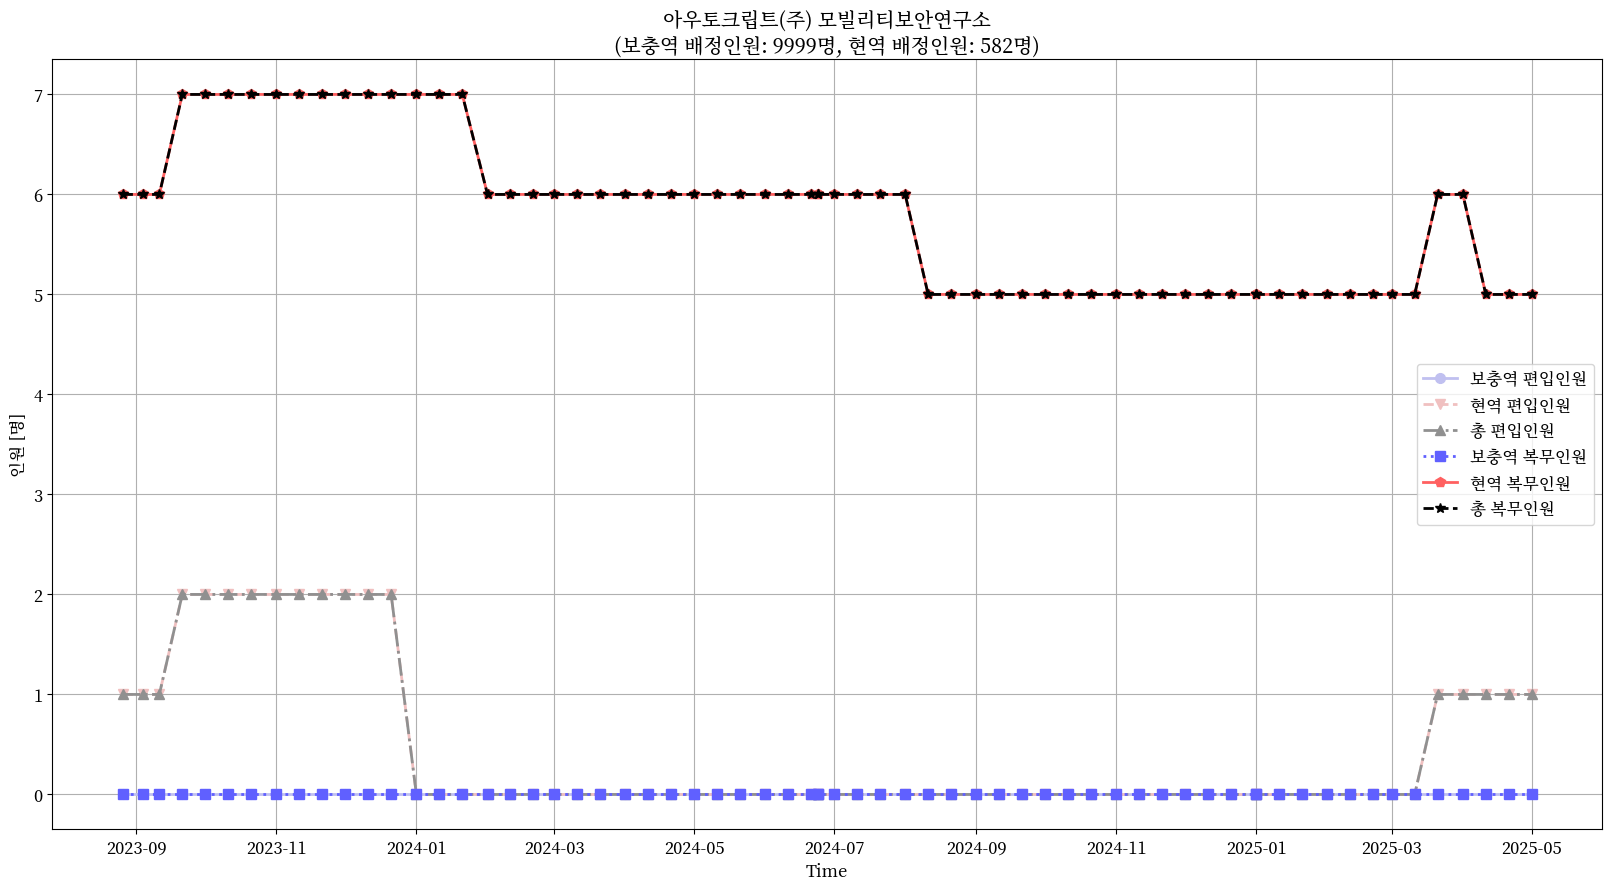 아우토크립트(주) 모빌리티보안연구소
(보충역 배정인원: 9999명, 현역 배정인원: 582명)
인원 [명]
7
6
5
4
3
2
1
0
보충역 편입인원
현역 편입인원
총 편입인원
보충역 복무인원
현역 복무인원
총 복무인원
2023-09 2023-11 2024-01 2024-03 2024-05 2024-07 2024-09 2024-11 2025-01 2025-03 2025-05
Time